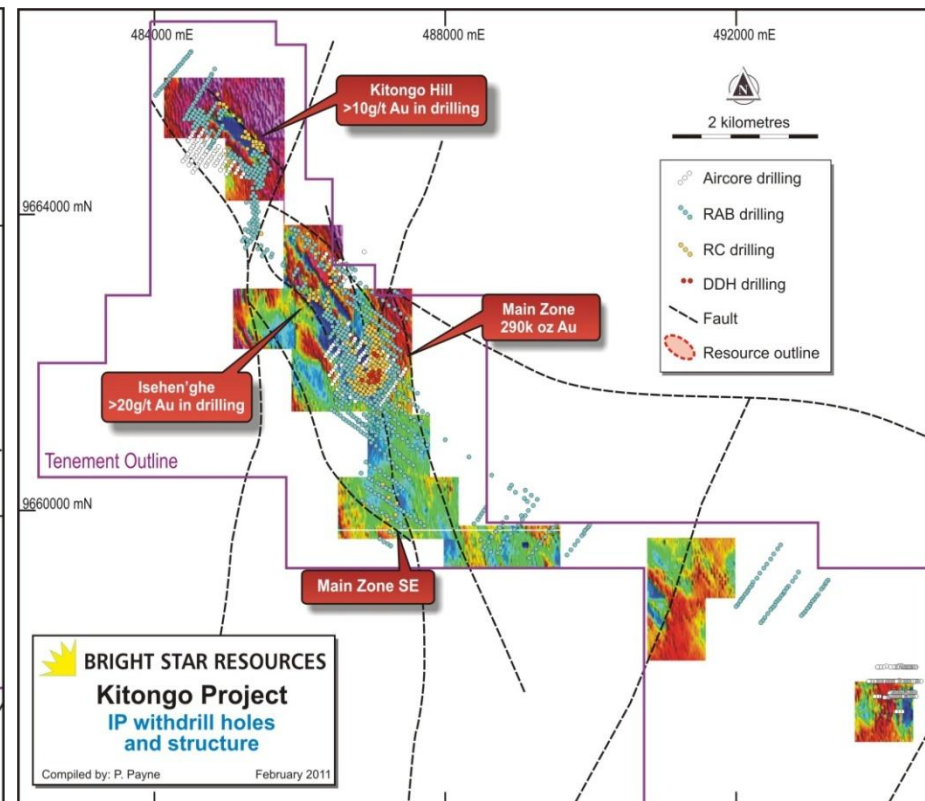 484000 mE
488000 mE
492000 mE
Kitongo Hill
>10g/t Au in drilling
N
2 kilometres
Aircore drilling
RAB drilling
RC drilling
DDH drilling
Fault
Resource outline
9664000 mN
Main Zone
290k oz Au
Isehen'ghe
>20g/t Au in drilling
Tenement Outline
9660000 mN
Main Zone SE
BRIGHT STAR RESOURCES
Kitongo Project
IP withdrill holes
and structure
Compiled by: P. Payne
February 2011